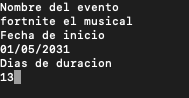 Nombre del evento
fortnite el musical
Fecha de inicio
01/05/2031
Dias de duracion
13